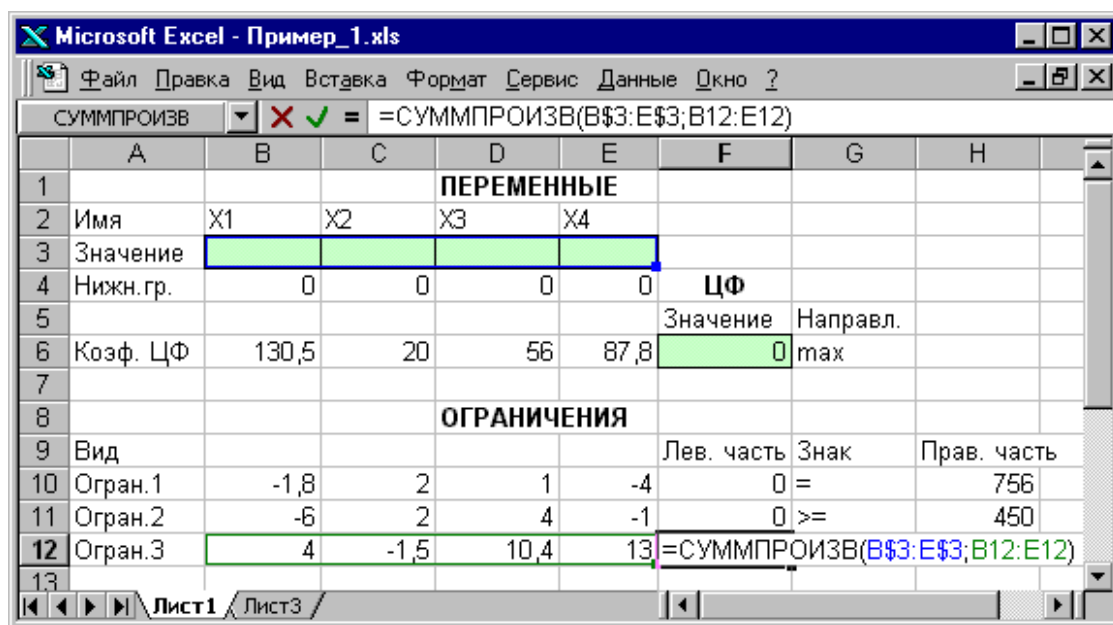 Microsoft Excel - Пример_1.xls
Файл Правка Вид Вставка Формат Сервис Данные Окно ?
СУММПРОИЗВ = =СУММПРОИЗВ(B$3:E$3;B12:E12)
A B C D E F G H
1 ПЕРЕМЕННЫЕ
2 Имя X1 X2 X3 X4
3 Значение
4 Нижн.гр. 0 0 0 0 ЦФ
5 Значение Направл.
6 Коэф. ЦФ 130,5 20 56 87,8 0 max
7
8 ОГРАНИЧЕНИЯ
9 Вид Лев. часть Знак Прав. часть
10 Огран.1 -1,8 2 1 -4 0 = 756
11 Огран.2 -6 2 4 -1 0 >= 450
12 Огран.3 4 -1,5 10,4 13 =СУММПРОИЗВ(B$3:E$3;B12:E12)
13
Лист1 Лист3